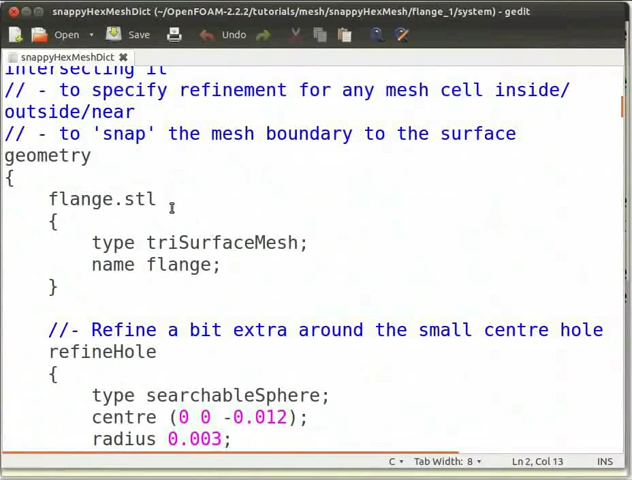 snappyHexMeshDict (~/OpenFOAM-2.2.2/tutorials/mesh/snappyHexMesh/flange_1/system) - gedit
Open Save Undo
snappyHexMeshDict
intersecting it
// - to specify refinement for any mesh cell inside/
outside/near
// - to 'snap' the mesh boundary to the surface
geometry
{
flange.stl
{
type triSurfaceMesh;
name flange;
}
//- Refine a bit extra around the small centre hole
refineHole
{
type searchableSphere;
centre (0 0 -0.012);
radius 0.003;
C Tab Width: 8 Ln 2, Col 13 INS